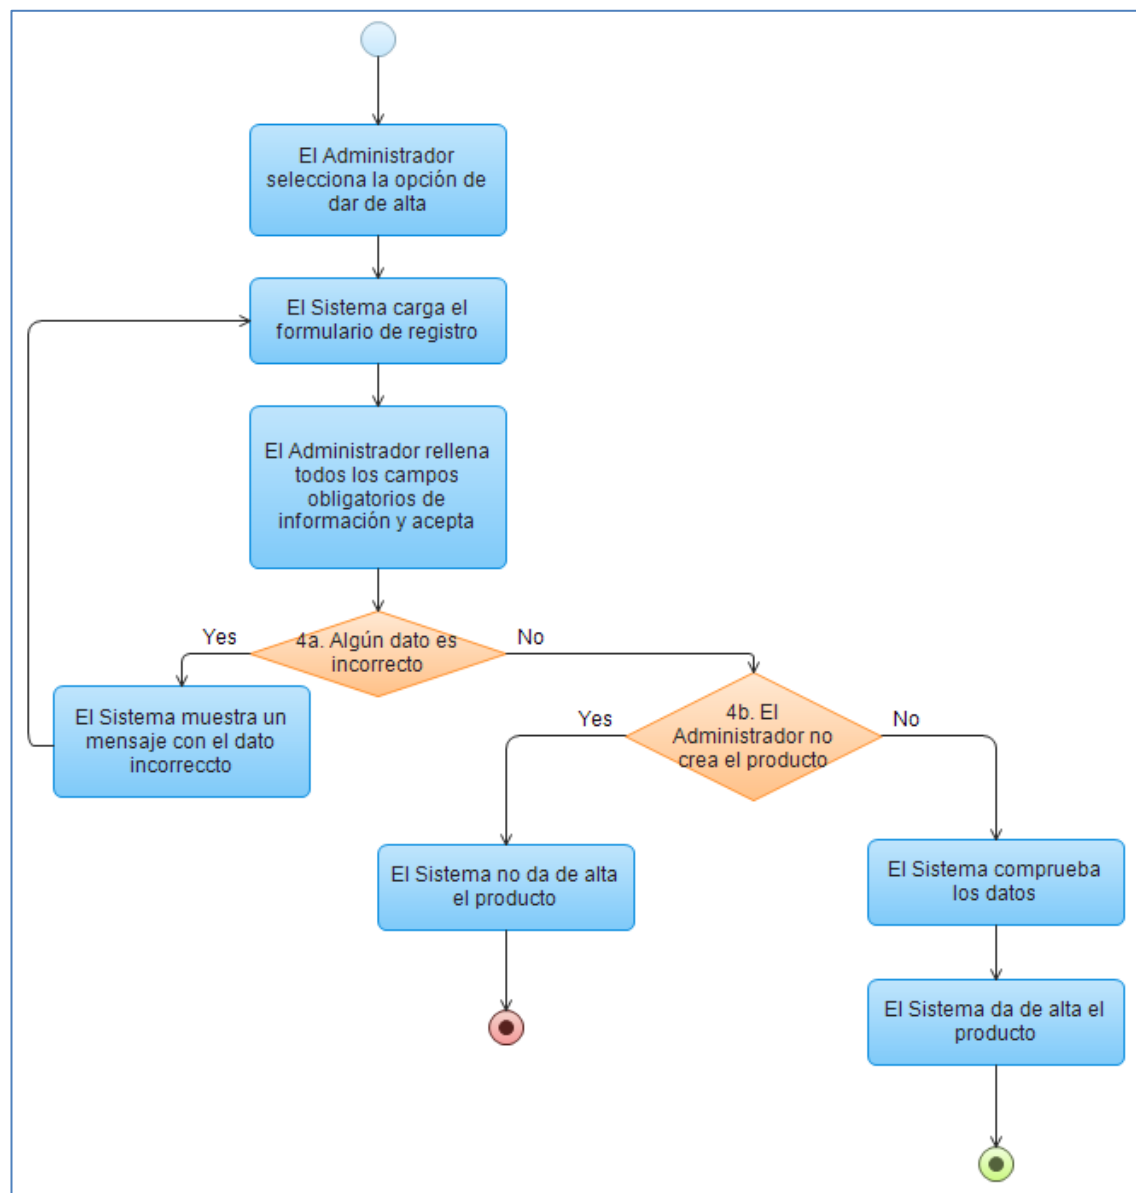 El Administrador
selecciona la opción de
dar de alta
El Sistema carga el
formulario de registro
El Administrador rellena
todos los campos
obligatorios de
información y acepta
Yes
4a. Algún dato es
incorrecto
No
El Sistema muestra un
mensaje con el dato
incorreccto
Yes
4b. El
Administrador no
crea el producto
No
El Sistema no da de alta
el producto
El Sistema comprueba
los datos
El Sistema da de alta el
producto